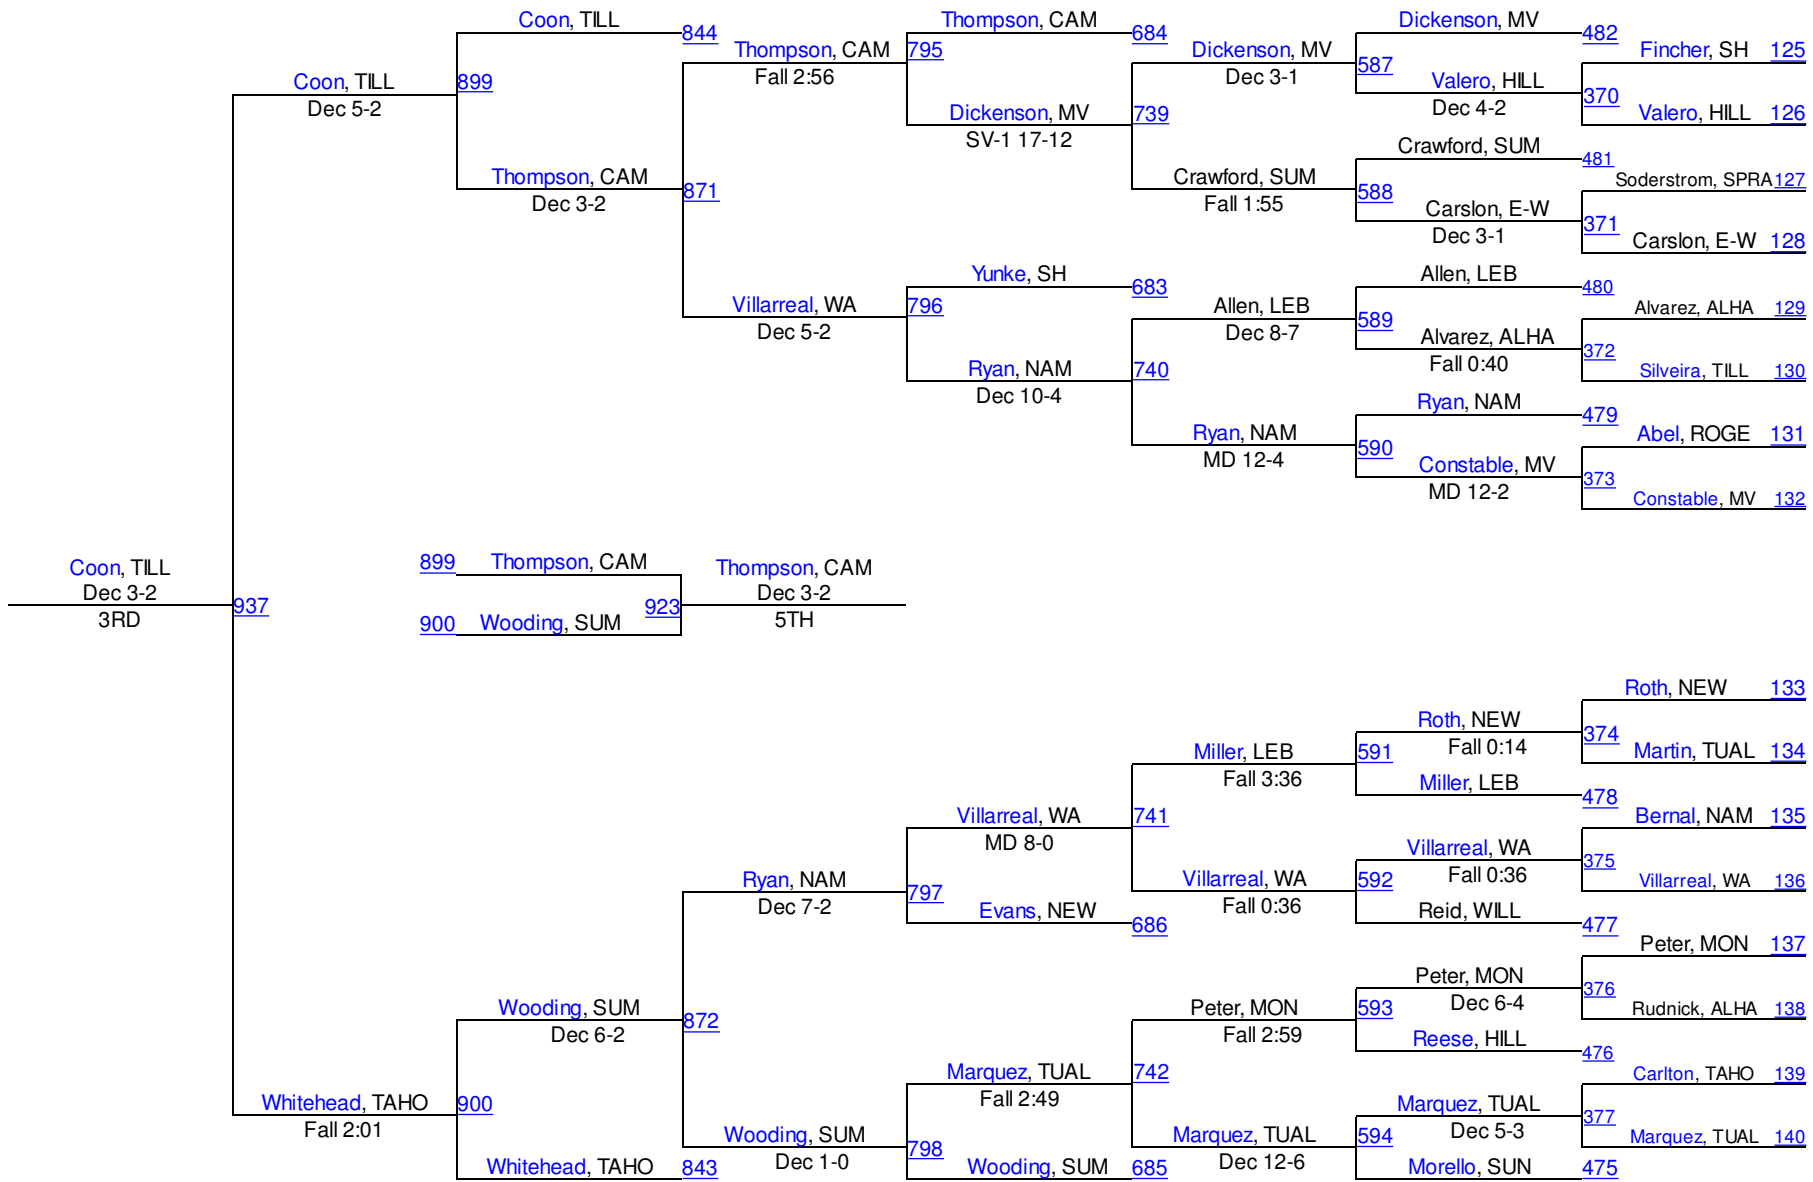 Coon, TILL
844
Thompson, CAM
684
Dickenson, MV
482
Thompson, CAM
795
Fall 2:56
Dickenson, MV
587
Dec 3-1
Fincher, SH 125
Coon, TILL
899
Dec 5-2
Valero, HILL
370
Dec 4-2
Dickenson, MV
739
SV-1 17-12
Valero, HILL 126
Crawford, SUM
481
Thompson, CAM
871
Dec 3-2
Crawford, SUM
588
Fall 1:55
Soderstrom, SPRA 127
Carslon, E-W
371
Dec 3-1
Carslon, E-W 128
Yunke, SH
683
Allen, LEB
480
Villarreal, WA
796
Dec 5-2
Allen, LEB
589
Dec 8-7
Alvarez, ALHA 129
Alvarez, ALHA
372
Fall 0:40
Ryan, NAM
740
Dec 10-4
Silveira, TILL 130
Ryan, NAM
479
Ryan, NAM
590
MD 12-4
Abel, ROGE 131
Constable, MV
373
MD 12-2
Constable, MV 132
Coon, TILL
Dec 3-2
937
3RD
899 Thompson, CAM
Thompson, CAM
Dec 3-2
923
5TH
900 Wooding, SUM
Roth, NEW 133
Roth, NEW
374
Fall 0:14
Miller, LEB
591
Fall 3:36
Martin, TUAL 134
Miller, LEB
478
Villarreal, WA
741
MD 8-0
Bernal, NAM 135
Villarreal, WA
375
Fall 0:36
Ryan, NAM
797
Dec 7-2
Villarreal, WA
592
Fall 0:36
Villarreal, WA 136
Evans, NEW
686
Reid, WILL
477
Peter, MON 137
Peter, MON
376
Dec 6-4
Wooding, SUM
872
Dec 6-2
Peter, MON
593
Fall 2:59
Rudnick, ALHA 138
Reese, HILL
476
Marquez, TUAL
742
Fall 2:49
Carlton, TAHO 139
Whitehead, TAHO
900
Fall 2:01
Marquez, TUAL
377
Dec 5-3
Wooding, SUM
798
Dec 1-0
Marquez, TUAL
594
Dec 12-6
Marquez, TUAL 140
Whitehead, TAHO 843
Wooding, SUM 685
Morello, SUN 475